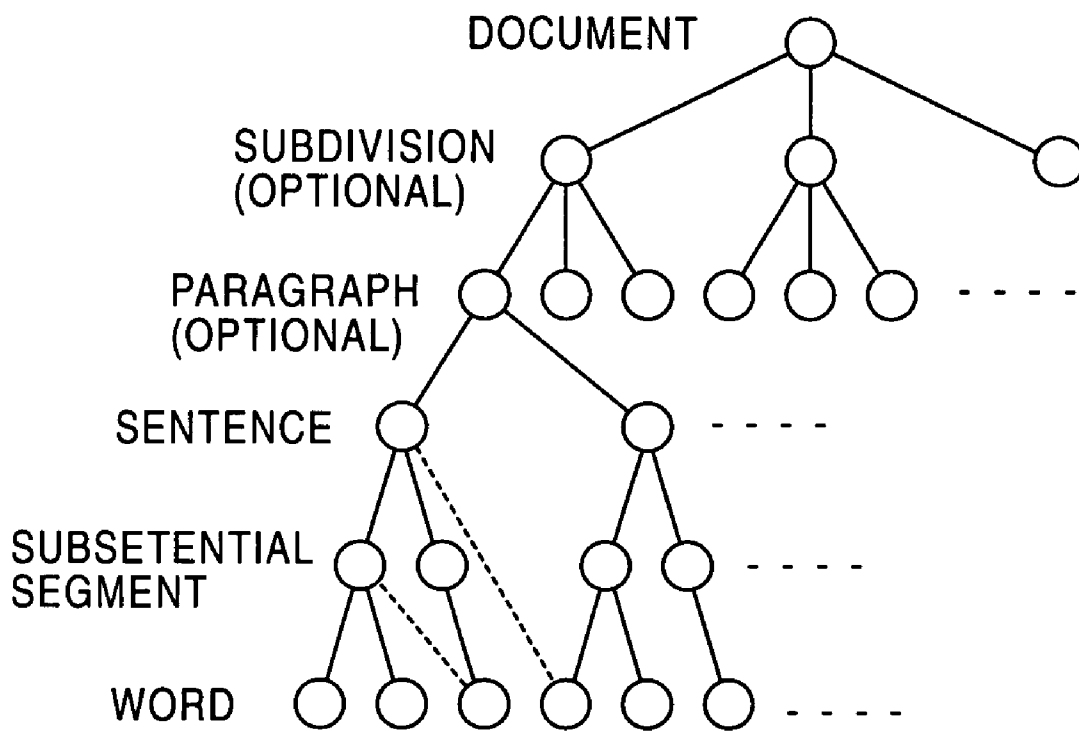 DOCUMENT
SUBDIVISION
(OPTIONAL)
PARAGRAPH
(OPTIONAL)
SENTENCE
SUBSETENTIAL
SEGMENT
WORD